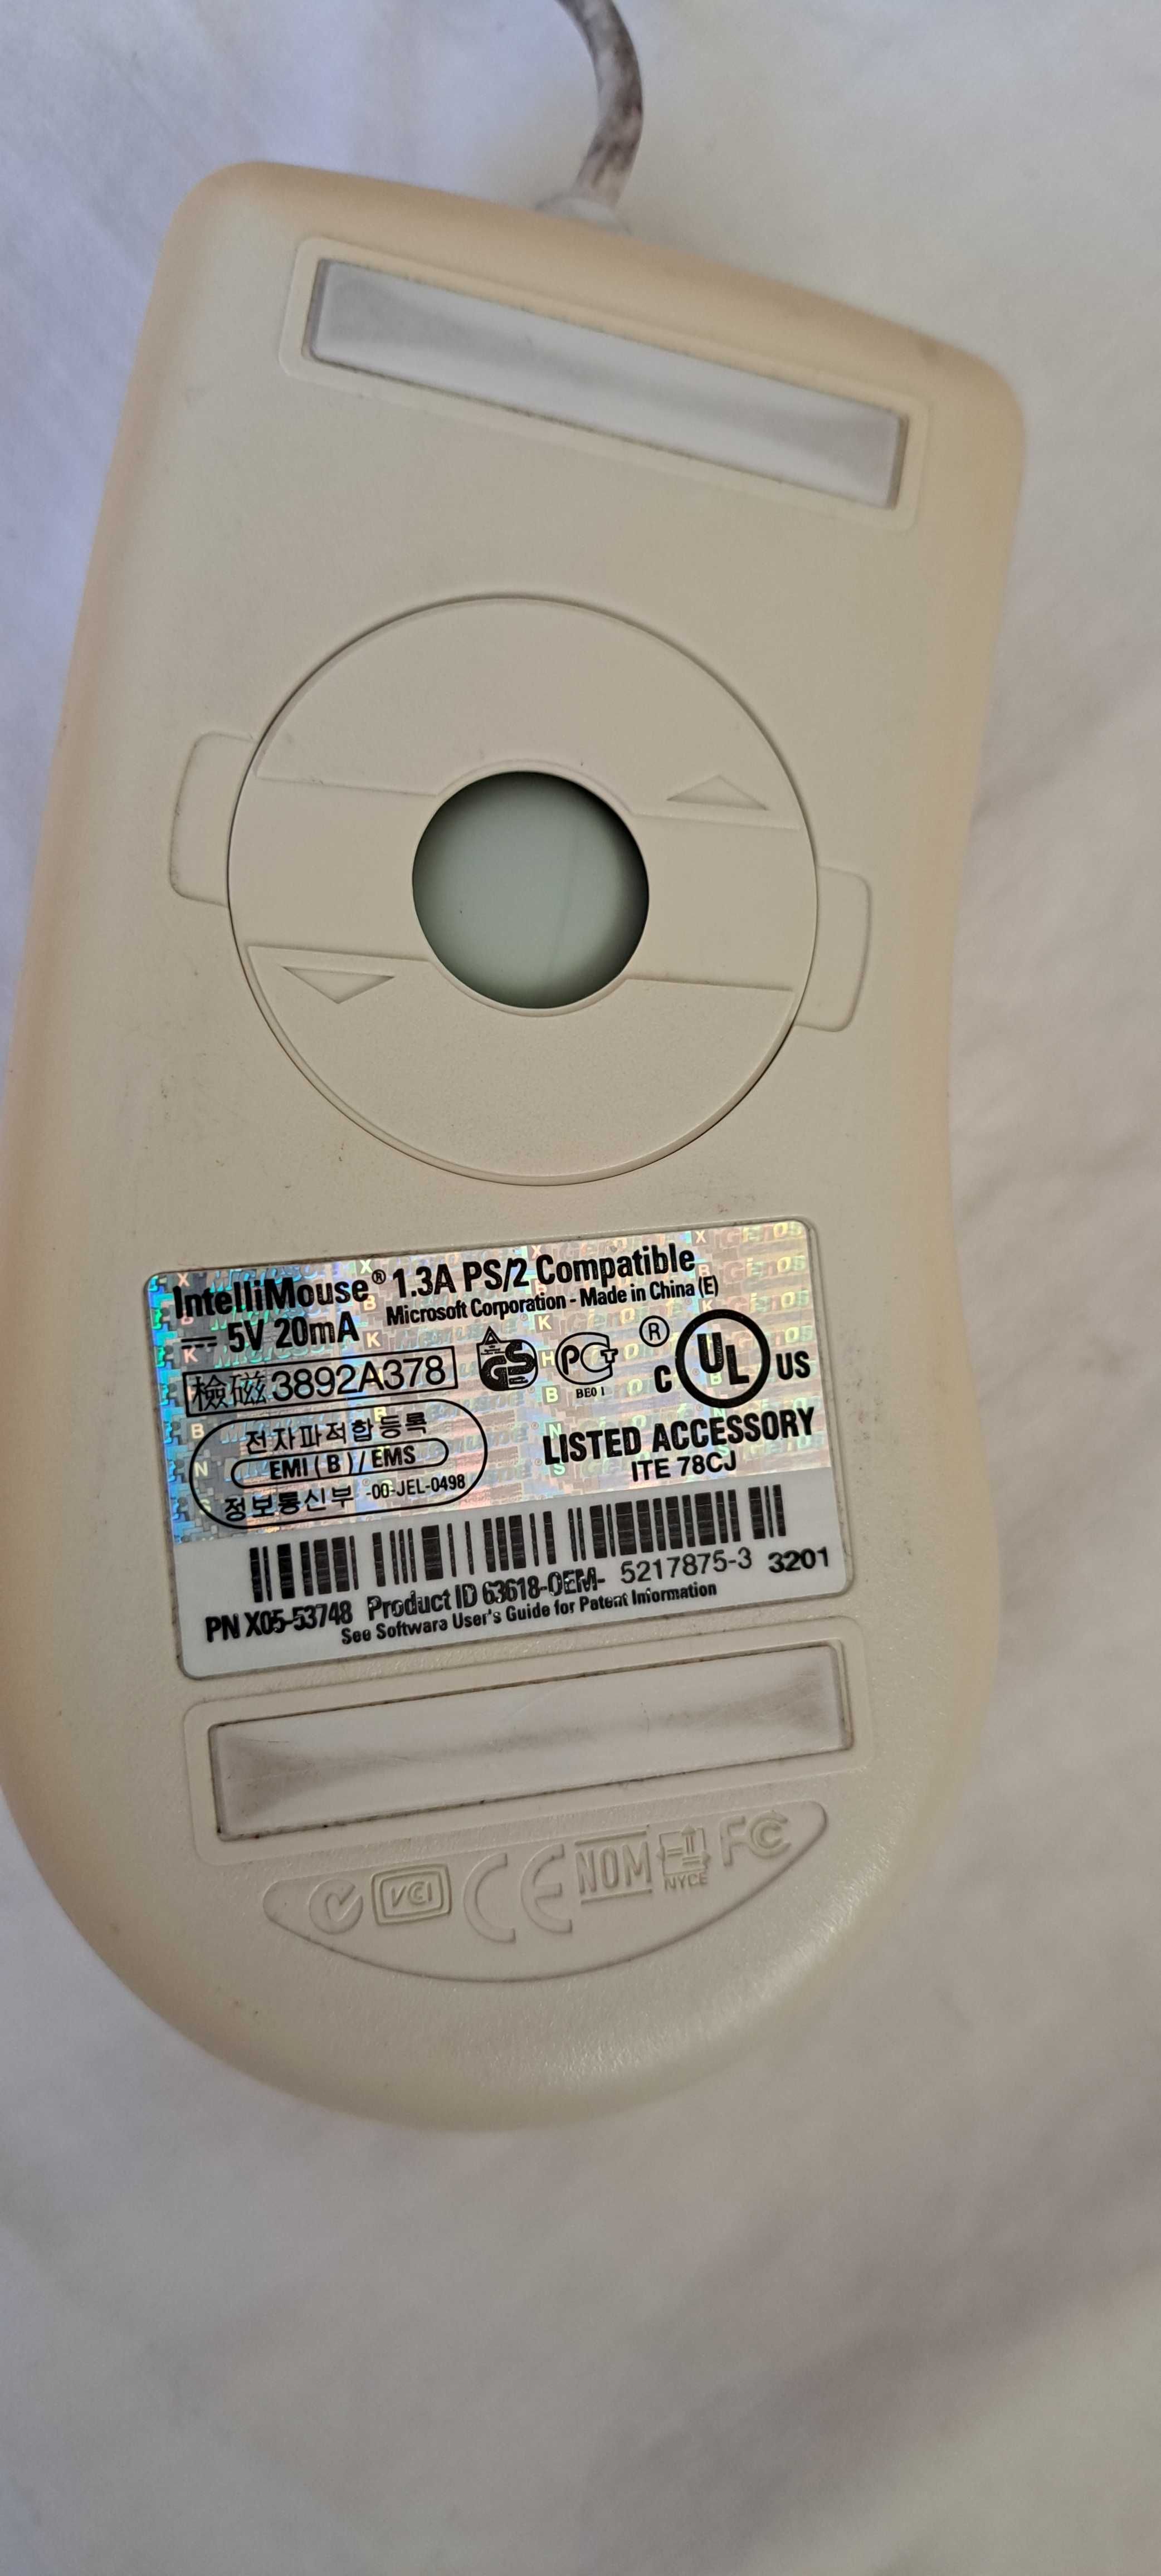 IntelliMouse® 1.3A PS/2 Compatible
5V 20mA Microsoft Corporation - Made in China (E)
檢磁 3892A378
GS
PCT
BE01
®
C UL US
전자파적합등록
EMI ( B ) / EMS
정보통신부 -00-JEL-0498
LISTED ACCESSORY
ITE 78CJ
PN X05-53748 Product ID 63618-OEM- 5217875-3 3201
See Software User's Guide for Patent Information
VCI CE NOM NYCE FC